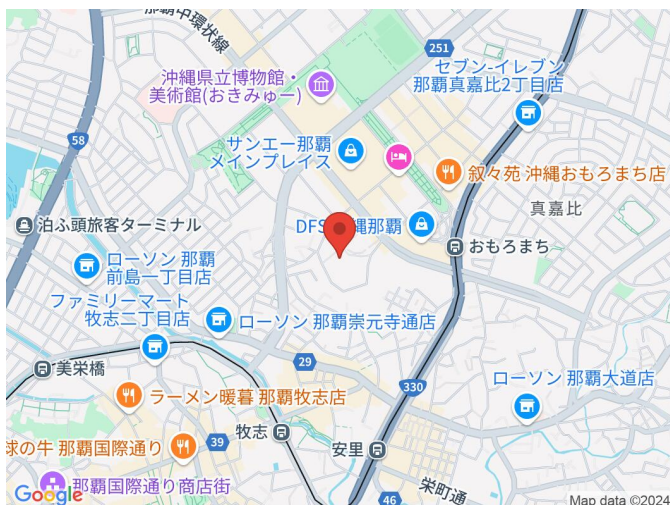 那覇中環状線
251
セブン-イレブン
那覇真嘉比2丁目店
沖縄県立博物館・
美術館(おきみゅー)
58
サンエー那覇
メインプレイス
叙々苑 沖縄おもろまち店
真嘉比
泊ふ頭旅客ターミナル
DFS
縄那覇
おもろまち
ローソン 那覇
前島一丁目店
ファミリーマート
牧志二丁目店
ローソン 那覇崇元寺通店
29
美栄橋
330
ローソン 那覇大道店
ラーメン暖暮 那覇牧志店
球の牛 那覇国際通り
39
牧志
安里
栄町通
那覇国際通り商店街
46
Google
Map data ©2024